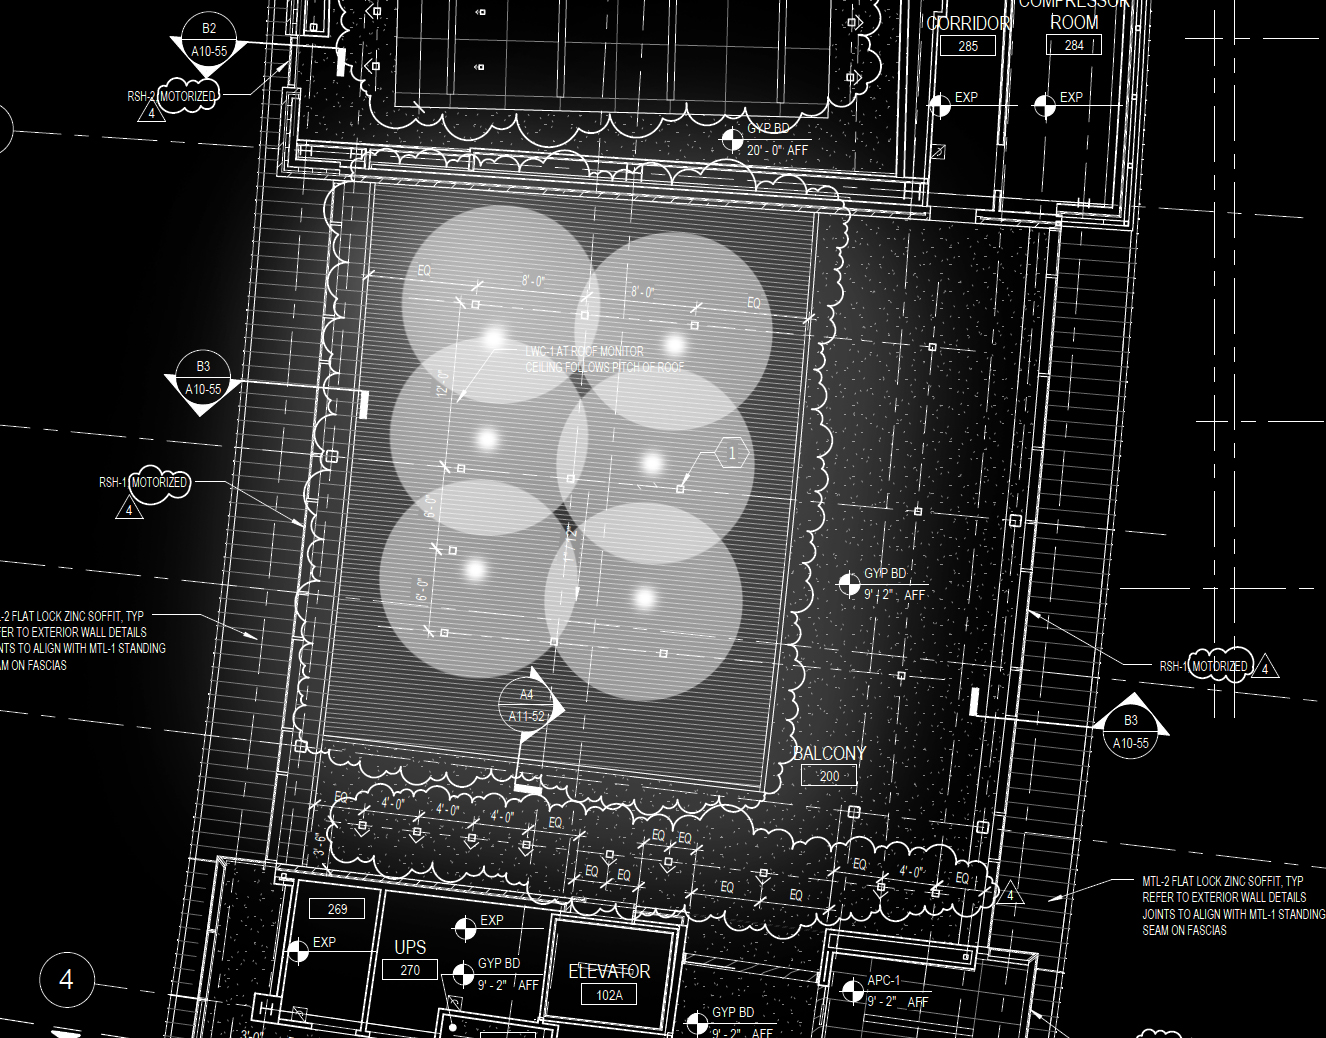 COMPRESSOR
CORRIDOR
ROOM
285
284
B2
A10-55
RSH-2 MOTORIZED
4
EXP
EXP
GYP BD
20' - 0" AFF
EQ
8' - 0"
8' - 0"
EQ
LWC-1 AT ROOF MONITOR
CEILING FOLLOWS PITCH OF ROOF
12' - 0"
B3
A10-55
1
RSH-1 MOTORIZED
4
6' - 0"
6' - 0"
GYP BD
9' - 2" AFF
L-2 FLAT LOCK ZINC SOFFIT, TYP
FER TO EXTERIOR WALL DETAILS
NTS TO ALIGN WITH MTL-1 STANDING
AM ON FASCIAS
RSH-1 MOTORIZED
4
A4
A11-52
B3
A10-55
BALCONY
200
EQ
4' - 0"
4' - 0"
4' - 0"
EQ
EQ
EQ
3' - 6"
EQ
EQ
EQ
EQ
EQ
4' - 0"
EQ
4
MTL-2 FLAT LOCK ZINC SOFFIT, TYP
REFER TO EXTERIOR WALL DETAILS
JOINTS TO ALIGN WITH MTL-1 STANDING
SEAM ON FASCIAS
269
EXP
EXP
UPS
270
GYP BD
9' - 2" AFF
ELEVATOR
102A
APC-1
9' - 2" AFF
4
GYP BD
9' - 2" AFF
3'-0"